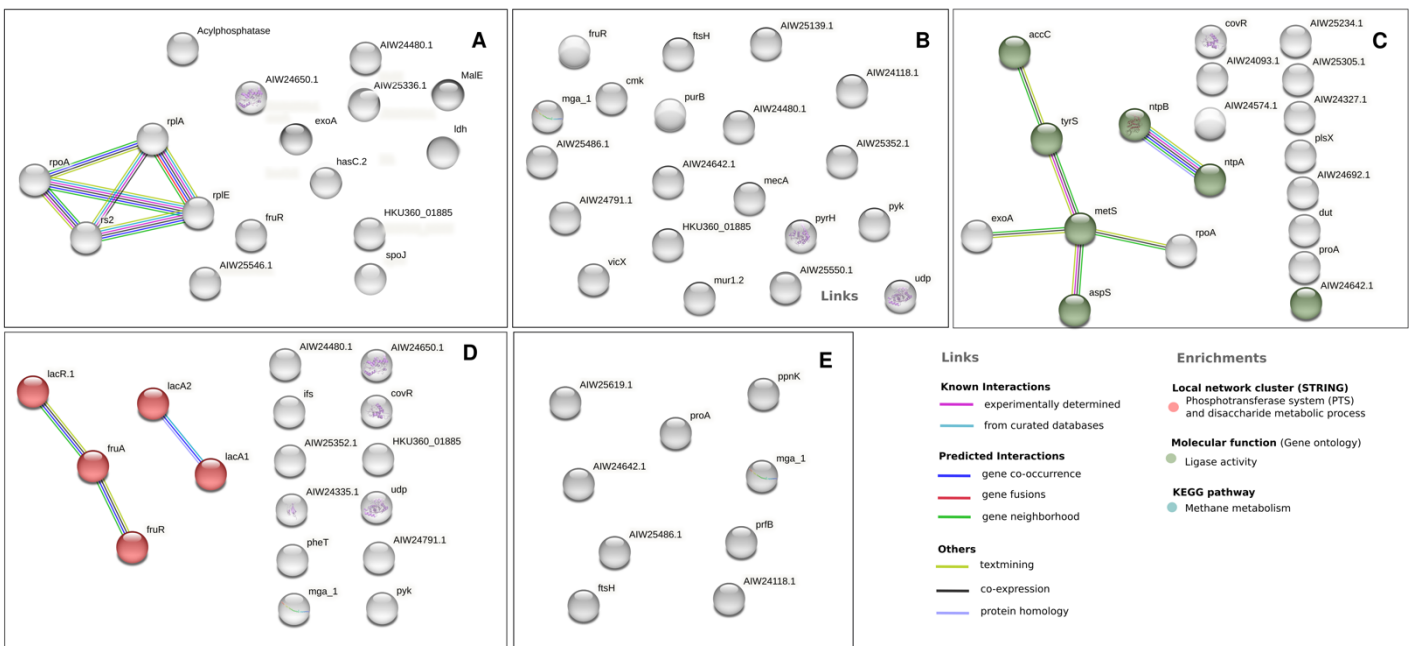 A
Acylphosphatase
AIW24480.1
AIW24650.1
AIW25336.1
MalE
exoA
ldh
rplA
rpoA
hasC.2
rplE
rs2
fruR
HKU360_01885
spoJ
AIW25546.1
B
fruR
ftsH
AIW25139.1
cmk
AIW24118.1
mga_1
purB
AIW24480.1
AIW25486.1
AIW25352.1
AIW24642.1
mecA
AIW24791.1
pyk
pyrH
HKU360_01885
vicX
AIW25550.1
mur1.2
udp
Links
C
accC
covR
AIW25234.1
AIW24093.1
AIW25305.1
ntpB
AIW24574.1
AIW24327.1
tyrS
plsX
ntpA
AIW24692.1
exoA
metS
dut
rpoA
proA
aspS
AIW24642.1
D
lacR.1
lacA2
AIW24480.1
AIW24650.1
ifs
covR
fruA
lacA1
AIW25352.1
HKU360_01885
AIW24335.1
udp
fruR
pheT
AIW24791.1
mga_1
pyk
E
AIW25619.1
ppnK
proA
AIW24642.1
mga_1
AIW25486.1
prfB
ftsH
AIW24118.1
Links
Known Interactions
experimentally determined
from curated databases
Predicted Interactions
gene co-occurrence
gene fusions
gene neighborhood
Others
textmining
co-expression
protein homology
Enrichments
Local network cluster (STRING)
Phosphotransferase system (PTS)
and disaccharide metabolic process
Molecular function (Gene ontology)
Ligase activity
KEGG pathway
Methane metabolism